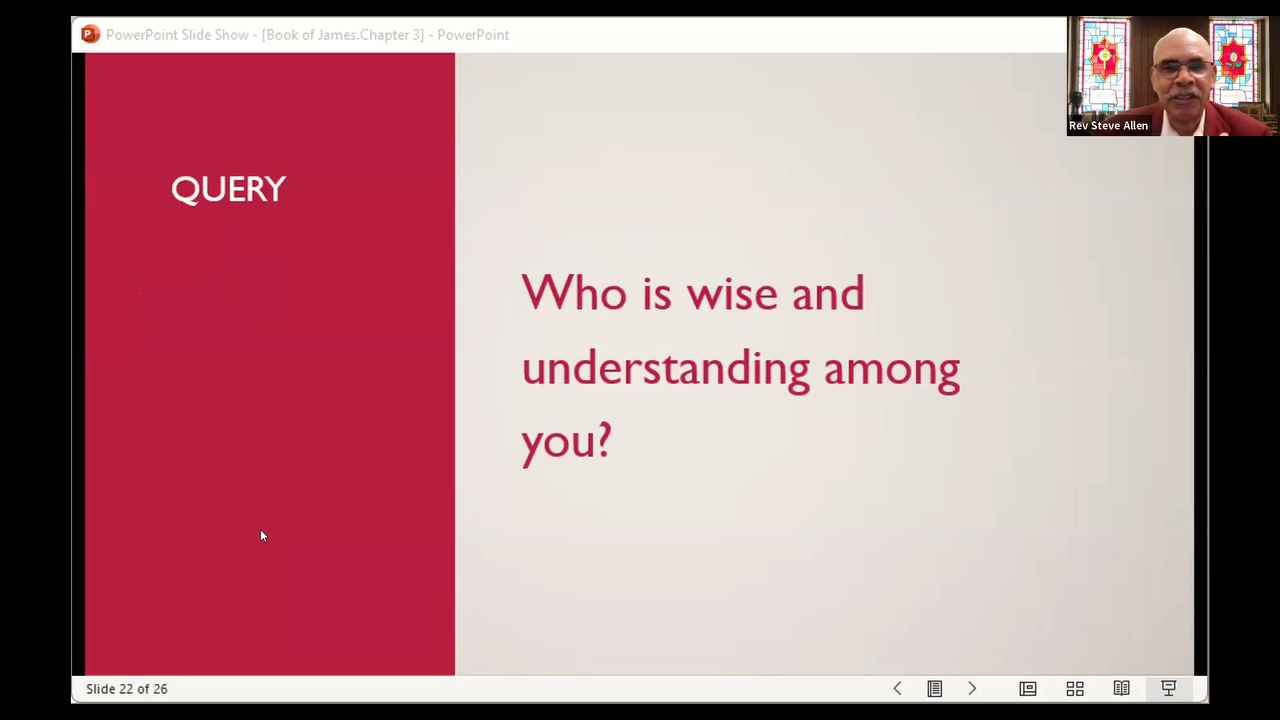 PowerPoint Slide Show - [Book of James.Chapter 3] - PowerPoint
Rev Steve Allen
QUERY
Who is wise and
understanding among
you?
Slide 22 of 26